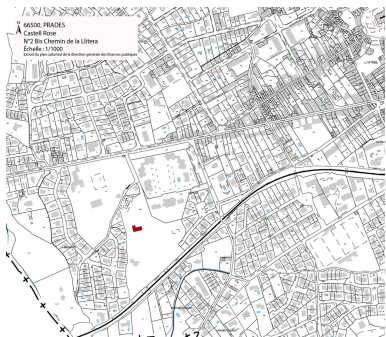 N
66500, PRADES
Castell Rose
N°2 Bis Chemin de la Llitera
Échelle : 1/1000
Extrait du plan cadastral de la direction générale des finances publiques